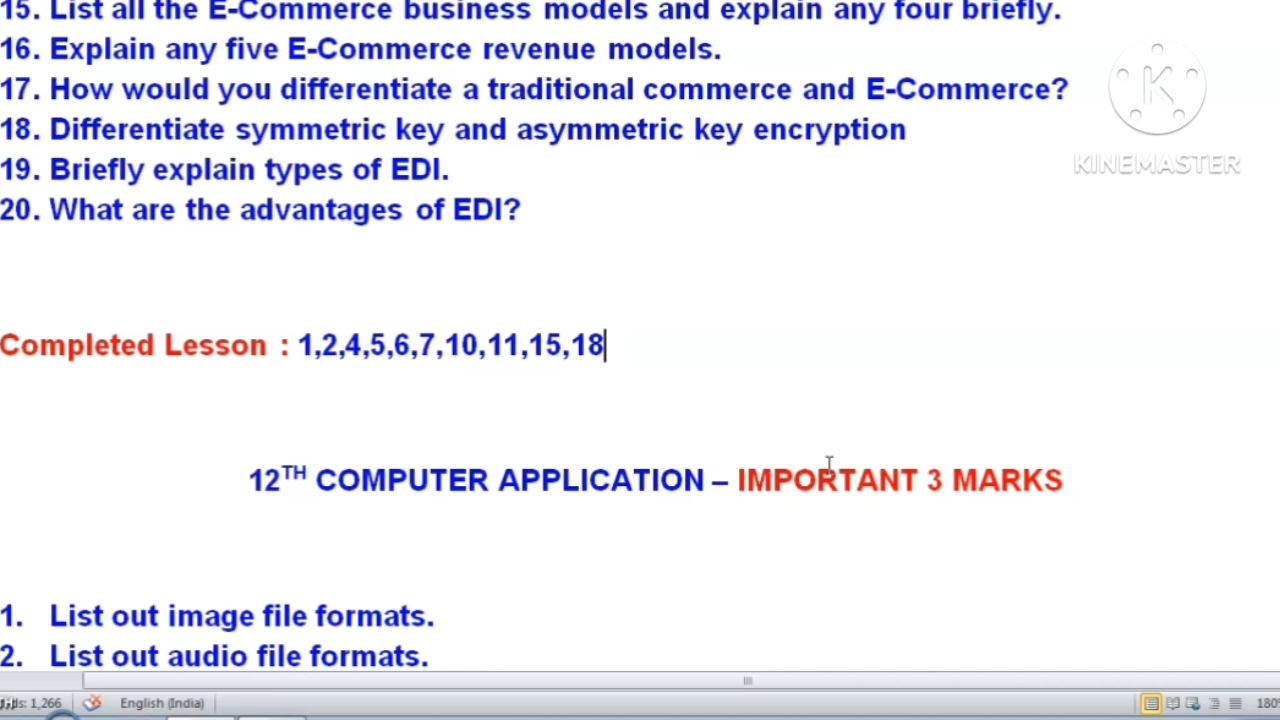 15. List all the E-Commerce business models and explain any four briefly.
16. Explain any five E-Commerce revenue models.
17. How would you differentiate a traditional commerce and E-Commerce?
18. Differentiate symmetric key and asymmetric key encryption
19. Briefly explain types of EDI.
20. What are the advantages of EDI?
K
KINEMASTER
Completed Lesson : 1,2,4,5,6,7,10,11,15,18
12TH COMPUTER APPLICATION – IMPORTANT 3 MARKS
1. List out image file formats.
2. List out audio file formats.
: 1,266 English (India) 180